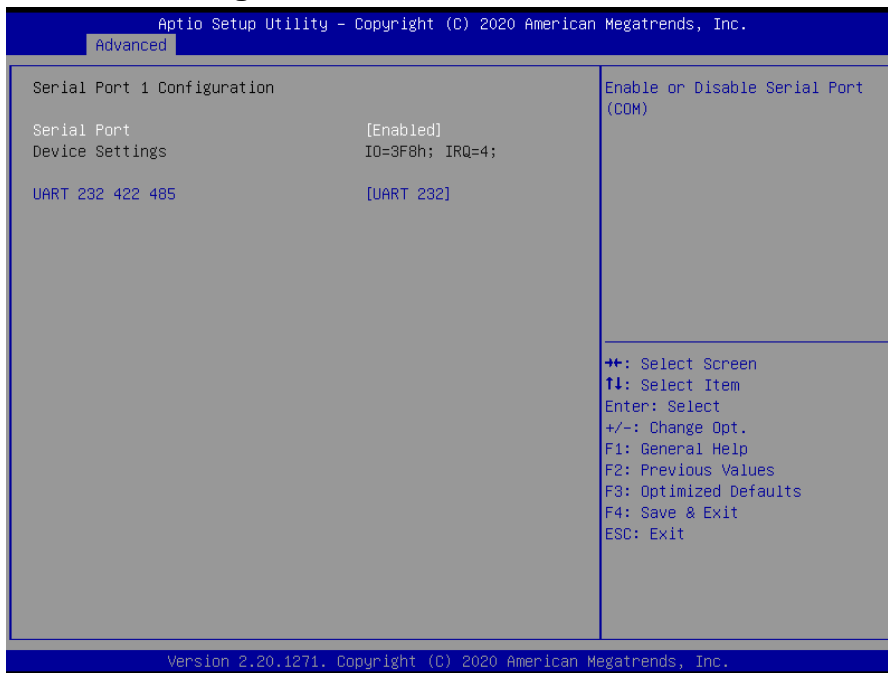 Aptio Setup Utility – Copyright (C) 2020 American Megatrends, Inc.
Advanced
Serial Port 1 Configuration
Serial Port [Enabled]
Device Settings IO=3F8h; IRQ=4;
UART 232 422 485 [UART 232]
Enable or Disable Serial Port
(COM)
→←: Select Screen
↑↓: Select Item
Enter: Select
+/-: Change Opt.
F1: General Help
F2: Previous Values
F3: Optimized Defaults
F4: Save & Exit
ESC: Exit
Version 2.20.1271. Copyright (C) 2020 American Megatrends, Inc.